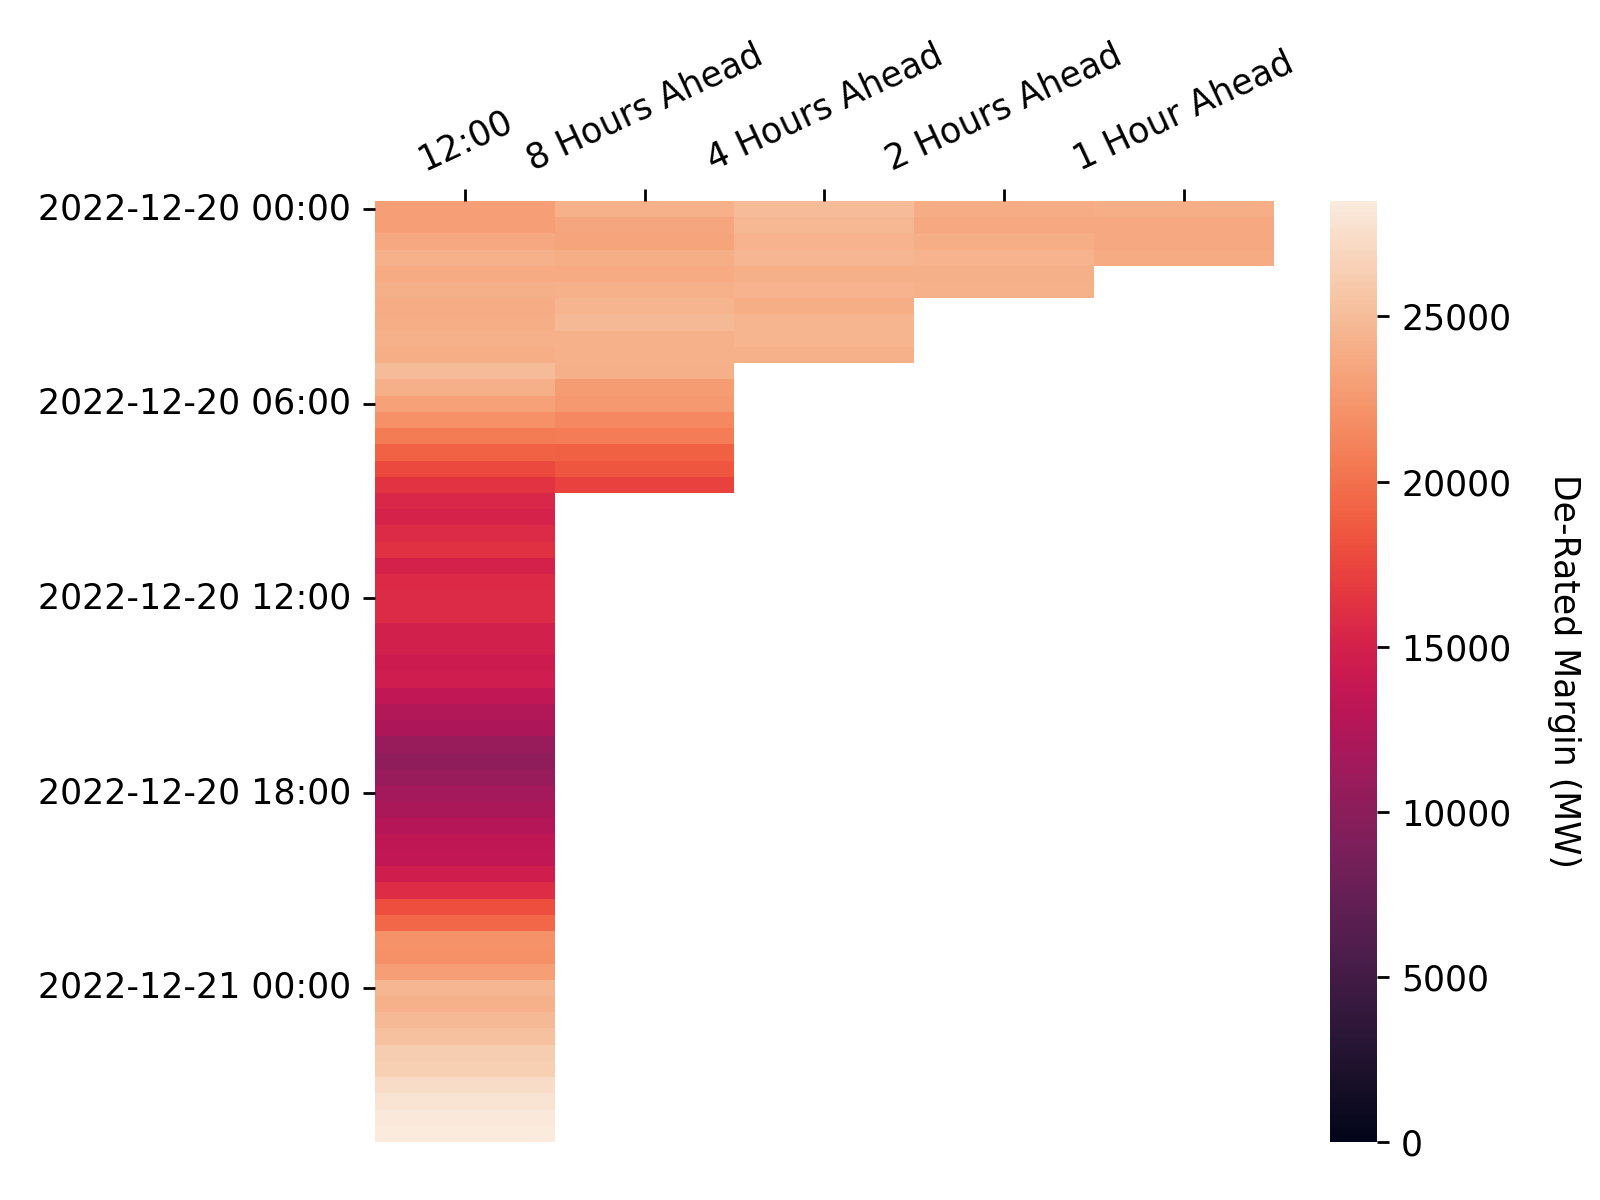 12:00
8 Hours Ahead
4 Hours Ahead
2 Hours Ahead
1 Hour Ahead
2022-12-20 00:00
2022-12-20 06:00
2022-12-20 12:00
2022-12-20 18:00
2022-12-21 00:00
25000
20000
15000
10000
5000
0
De-Rated Margin (MW)